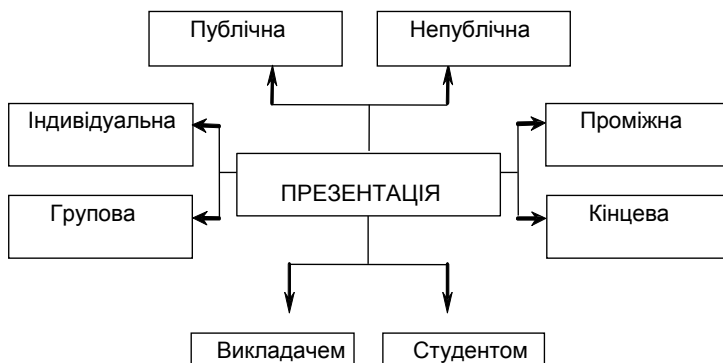 Публічна
Непублічна
Індивідуальна
Проміжна
ПРЕЗЕНТАЦІЯ
Групова
Кінцева
Викладачем
Студентом